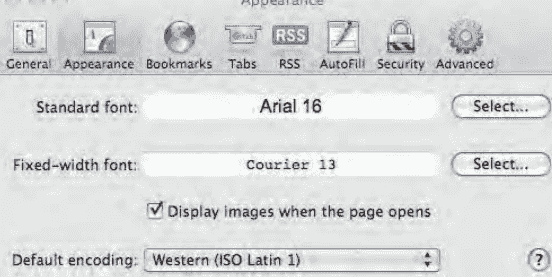 Appearance
RSS
General Appearance Bookmarks Tabs RSS AutoFill Security Advanced
Standard font: Arial 16 Select...
Fixed-width font: Courier 13 Select...
Display images when the page opens
Default encoding: Western (ISO Latin 1) ?